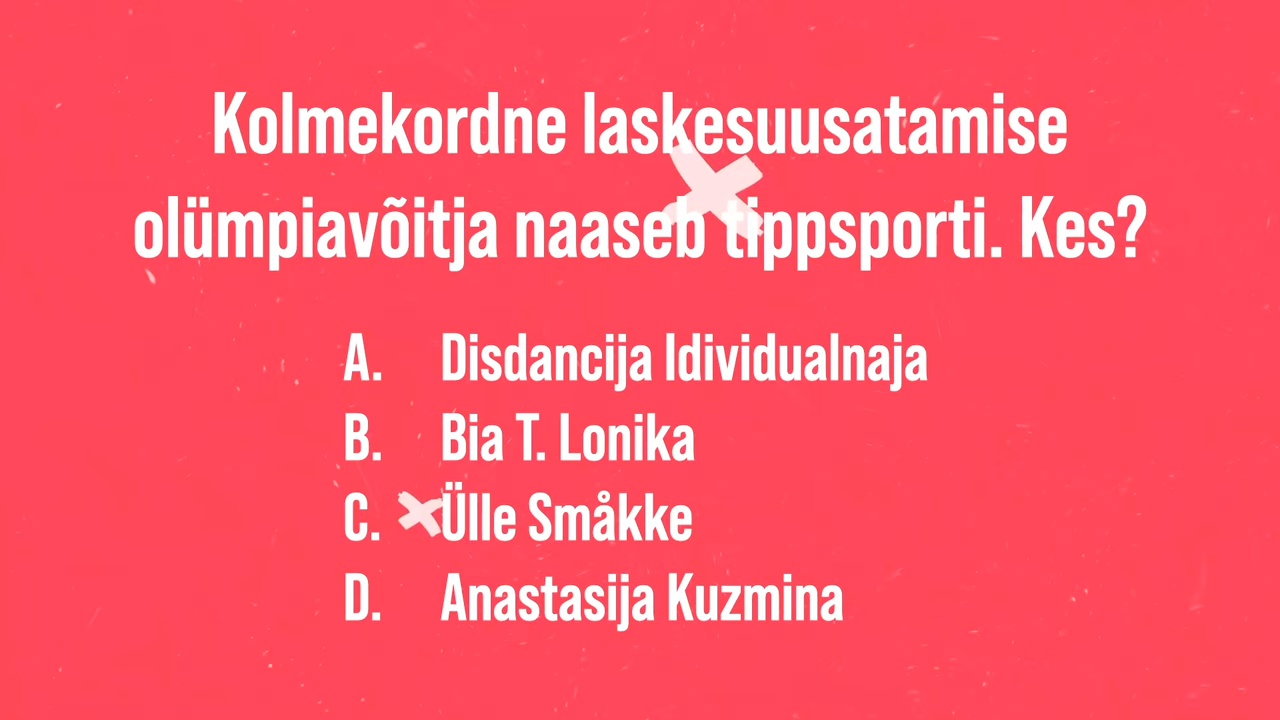 Kolmekordne laskesuusatamise
olümpiavõitja naaseb tippsporti. Kes?
A. Disdancija Idividualnaja
B. Bia T. Lonika
C. Ülle Småkke
D. Anastasija Kuzmina